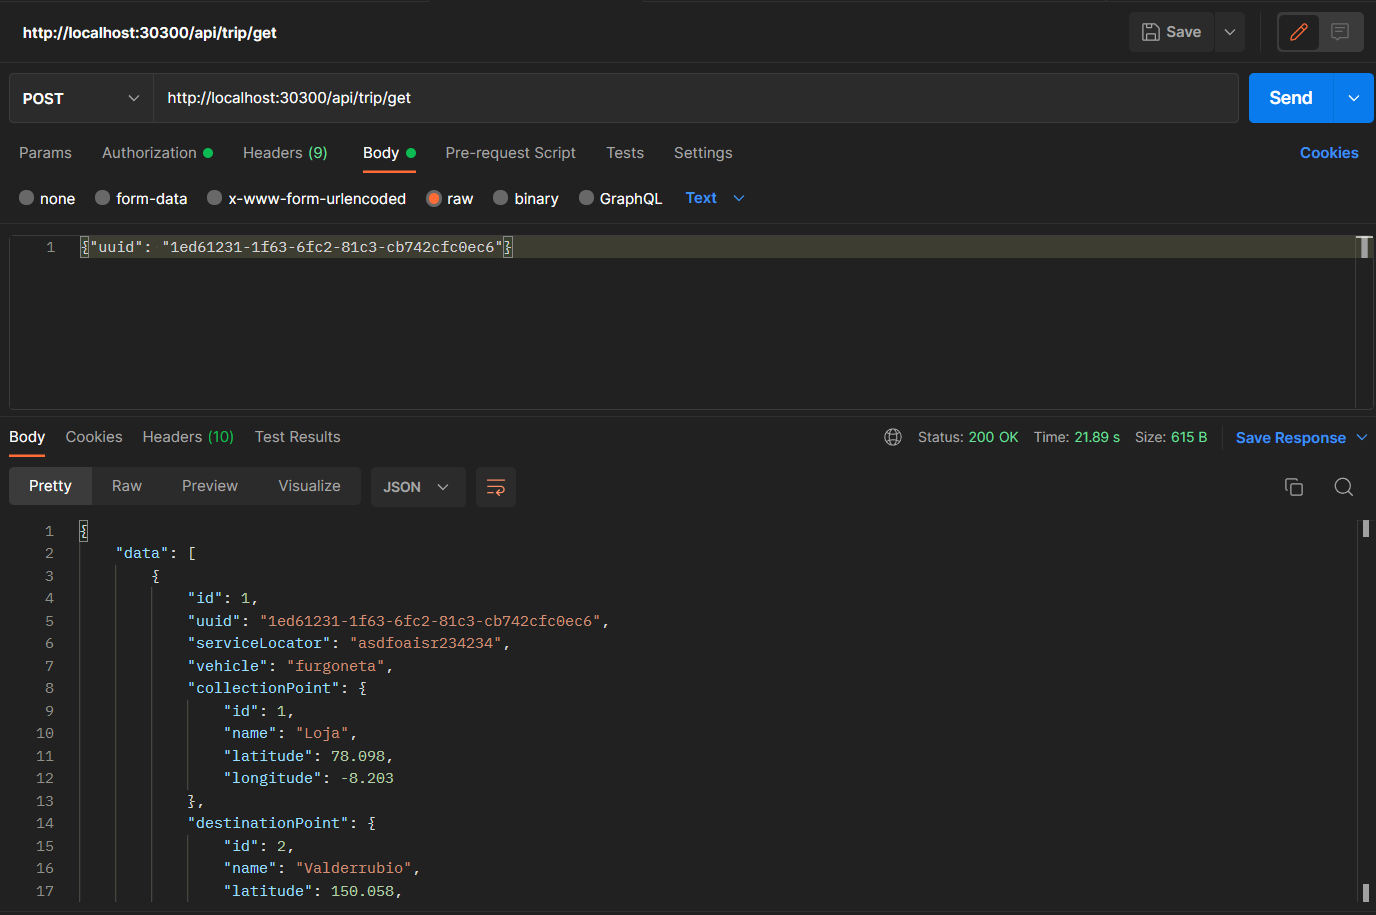 http://localhost:30300/api/trip/get
Save
POST
http://localhost:30300/api/trip/get
Send
Params Authorization Headers (9) Body Pre-request Script Tests Settings Cookies
none form-data x-www-form-urlencoded raw binary GraphQL Text
1 {"uuid": "1ed61231-1f63-6fc2-81c3-cb742cfc0ec6"}
Body Cookies Headers (10) Test Results Status: 200 OK Time: 21.89 s Size: 615 B Save Response
Pretty Raw Preview Visualize JSON
1 {
2 "data": [
3 {
4 "id": 1,
5 "uuid": "1ed61231-1f63-6fc2-81c3-cb742cfc0ec6",
6 "serviceLocator": "asdfoaisr234234",
7 "vehicle": "furgoneta",
8 "collectionPoint": {
9 "id": 1,
10 "name": "Loja",
11 "latitude": 78.098,
12 "longitude": -8.203
13 },
14 "destinationPoint": {
15 "id": 2,
16 "name": "Valderrubio",
17 "latitude": 150.058,